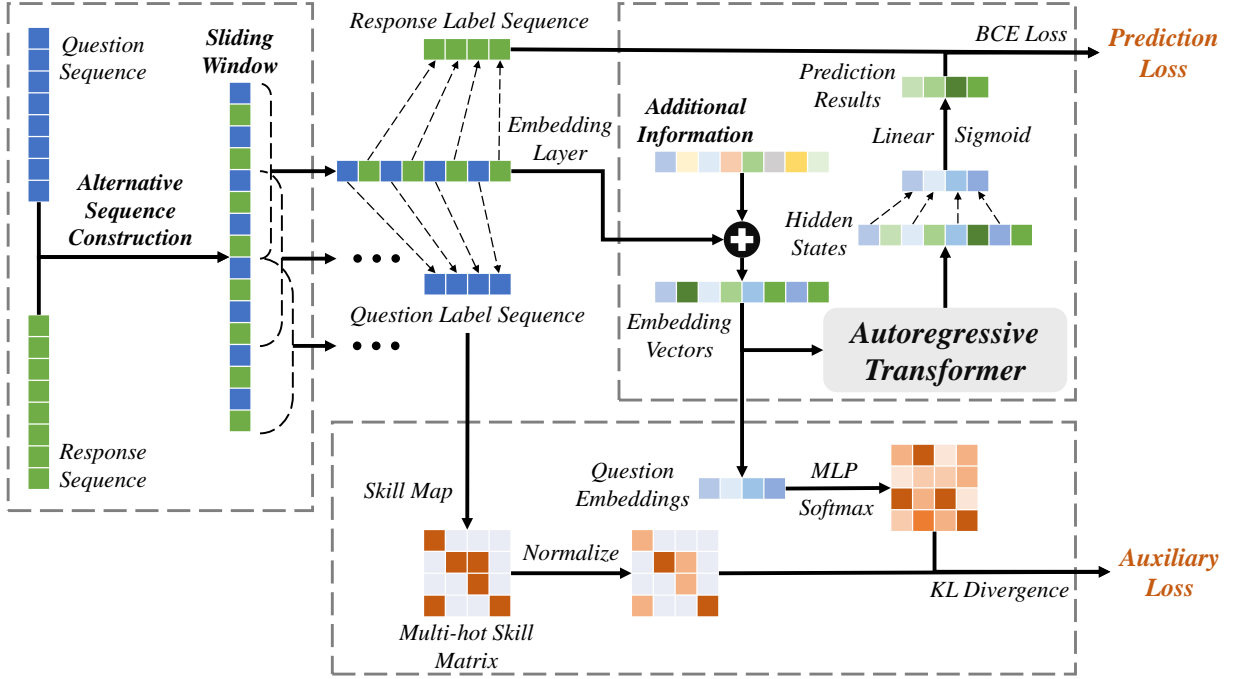 Question
Sequence
Sliding
Window
Alternative
Sequence
Construction
Response
Sequence
Response Label Sequence
Embedding
Layer
Question Label Sequence
Additional
Information
Embedding
Vectors
BCE Loss
Prediction
Loss
Prediction
Results
Linear
Sigmoid
Hidden
States
Autoregressive
Transformer
Skill Map
Multi-hot Skill
Matrix
Normalize
Question
Embeddings
MLP
Softmax
KL Divergence
Auxiliary
Loss